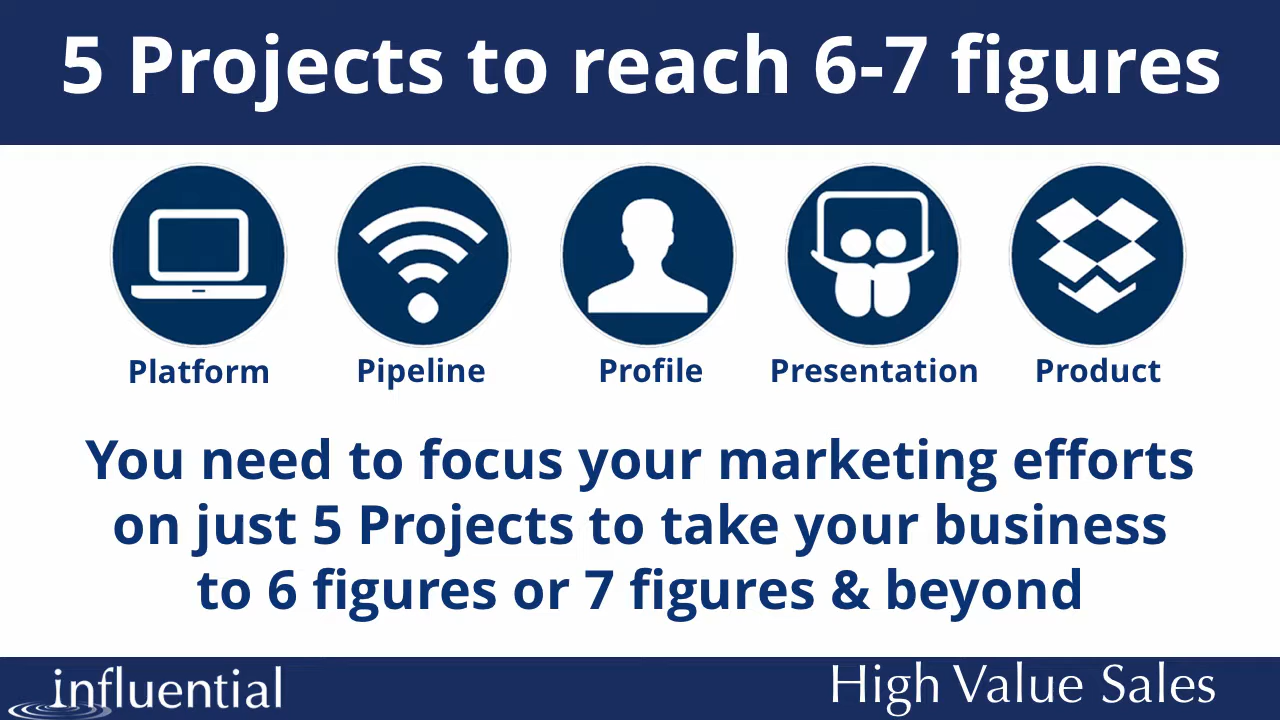 5 Projects to reach 6-7 figures
Platform Pipeline Profile Presentation Product
You need to focus your marketing efforts
on just 5 Projects to take your business
to 6 figures or 7 figures & beyond
influential
High Value Sales